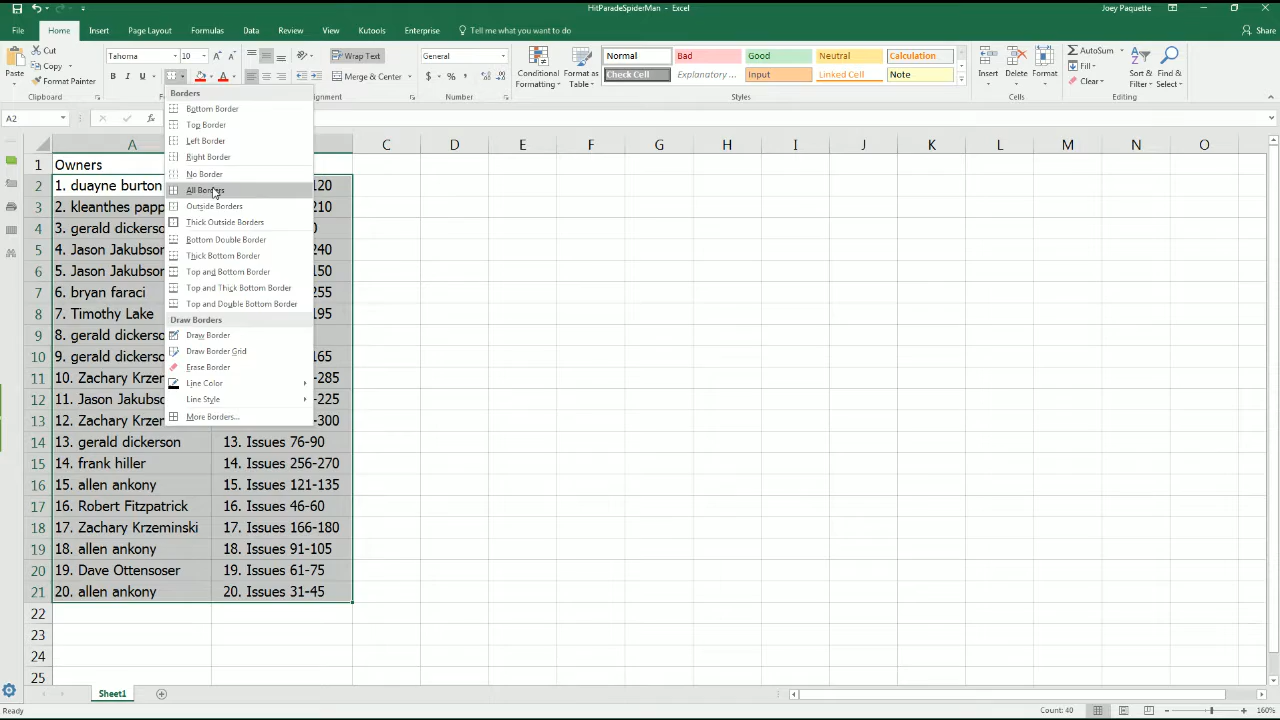 HitParadeSpiderMan - Excel
Joey Paquette
File
Home
Insert
Page Layout
Formulas
Data
Review
View
Kutools
Enterprise
Tell me what you want to do
Share
Paste
Cut
Copy
Format Painter
Clipboard
Tahoma
10
B I U
Wrap Text
Merge & Center
General
$ % ,
Number
Conditional Formatting
Format as Table
Normal
Bad
Good
Neutral
Calculation
Check Cell
Explanatory ...
Input
Linked Cell
Note
Styles
Insert
Delete
Format
Cells
AutoSum
Fill
Clear
Sort & Filter
Find & Select
Editing
A2
fx
Borders
Bottom Border
Top Border
Left Border
Right Border
No Border
All Borders
Outside Borders
Thick Outside Borders
Bottom Double Border
Thick Bottom Border
Top and Bottom Border
Top and Thick Bottom Border
Top and Double Bottom Border
Draw Borders
Draw Border
Draw Border Grid
Erase Border
Line Color
Line Style
More Borders...
A B C D E F G H I J K L M N O
1 Owners
2 1. duayne burton 120
3 2. kleanthes papp 210
4 3. gerald dickerso 0
5 4. Jason Jakubson 240
6 5. Jason Jakubson 150
7 6. bryan faraci 255
8 7. Timothy Lake 195
9 8. gerald dickerso
10 9. gerald dickerso 165
11 10. Zachary Krzem -285
12 11. Jason Jakubso -225
13 12. Zachary Krzem -300
14 13. gerald dickerson 13. Issues 76-90
15 14. frank hiller 14. Issues 256-270
16 15. allen ankony 15. Issues 121-135
17 16. Robert Fitzpatrick 16. Issues 46-60
18 17. Zachary Krzeminski 17. Issues 166-180
19 18. allen ankony 18. Issues 91-105
20 19. Dave Ottensoser 19. Issues 61-75
21 20. allen ankony 20. Issues 31-45
22
23
24
25
Sheet1
Ready
Count: 40
160%